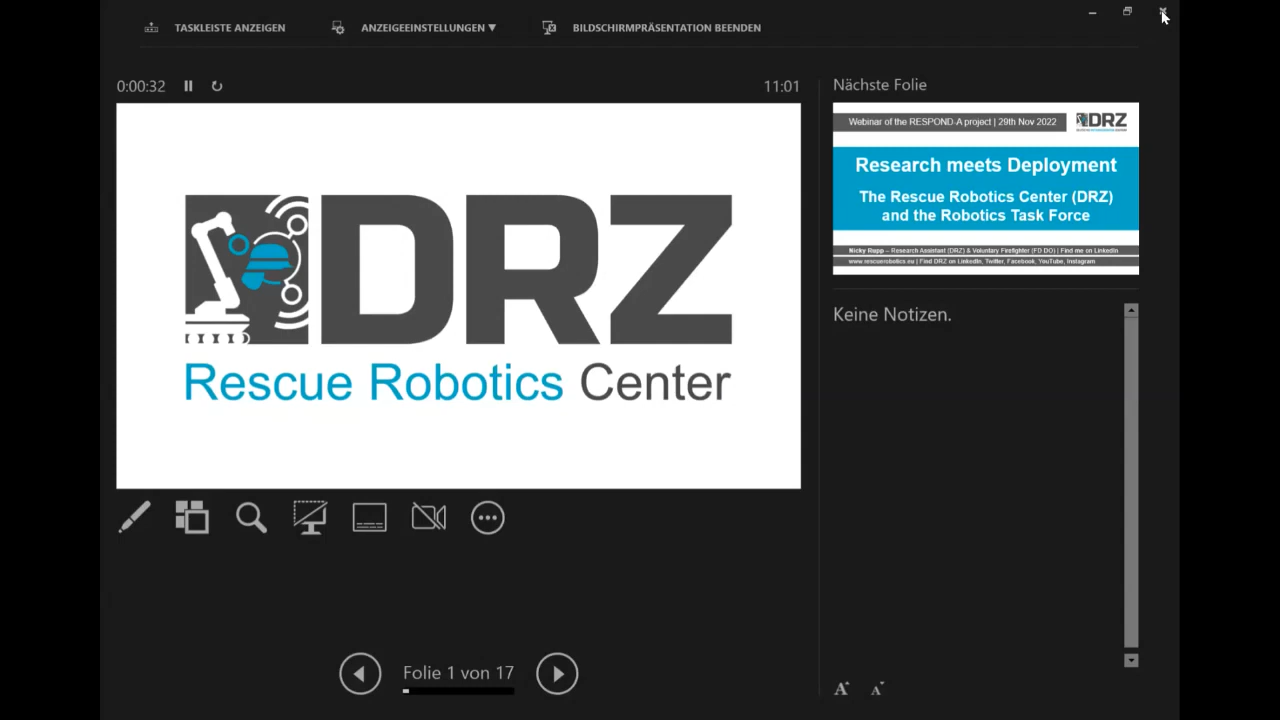 TASKLEISTE ANZEIGEN
ANZEIGEEINSTELLUNGEN ▼
BILDSCHIRMPRÄSENTATION BEENDEN
0:00:32
11:01
DRZ
Rescue Robotics Center
Folie 1 von 17
Nächste Folie
Webinar of the RESPOND-A project | 29th Nov 2022
DRZ
Research meets Deployment
The Rescue Robotics Center (DRZ)
and the Robotics Task Force
Nicky Rupp – Research Assistant (DRZ) & Voluntary Firefighter (FD DO) | Find me on LinkedIn
www.rescuerobotics.eu | Find DRZ on LinkedIn, Twitter, Facebook, YouTube, Instagram
Keine Notizen.
A A